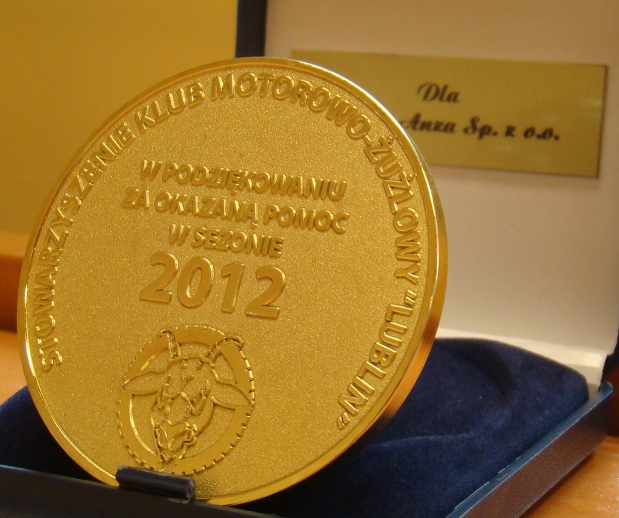 STOWARZYSZENIE KLUB MOTOROWO-ŻUŻLOWY "LUBLIN"
W PODZIĘKOWANIU
ZA OKAZANĄ POMOC
W SEZONIE
2012
Dla
Anza Sp. z o.o.